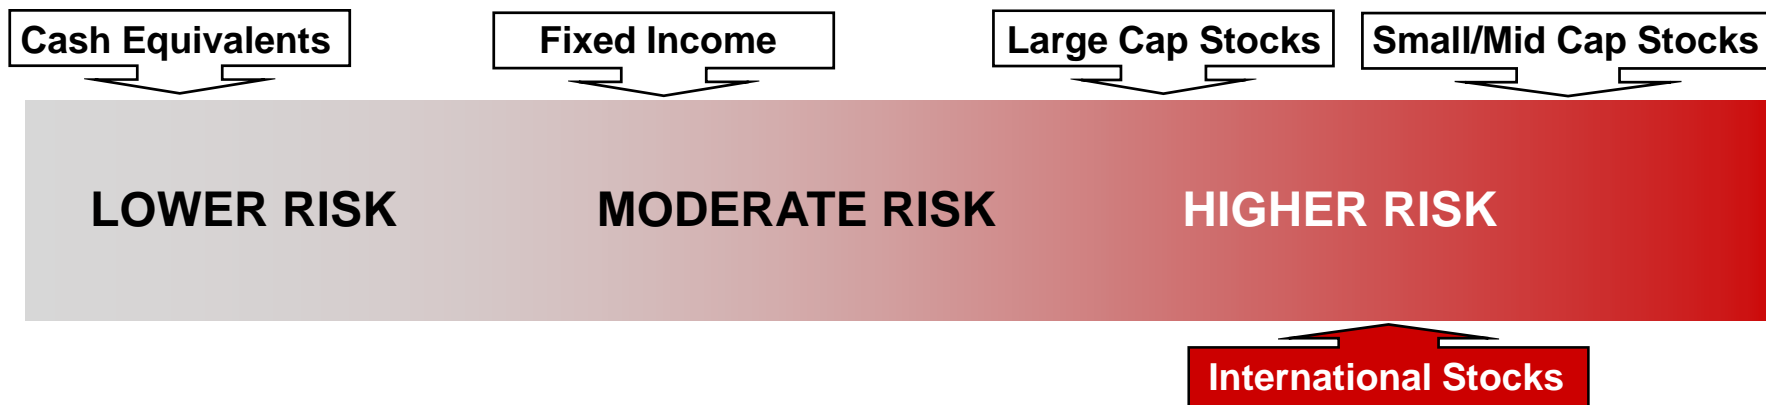 Cash Equivalents
Fixed Income
Large Cap Stocks
Small/Mid Cap Stocks
LOWER RISK
MODERATE RISK
HIGHER RISK
International Stocks